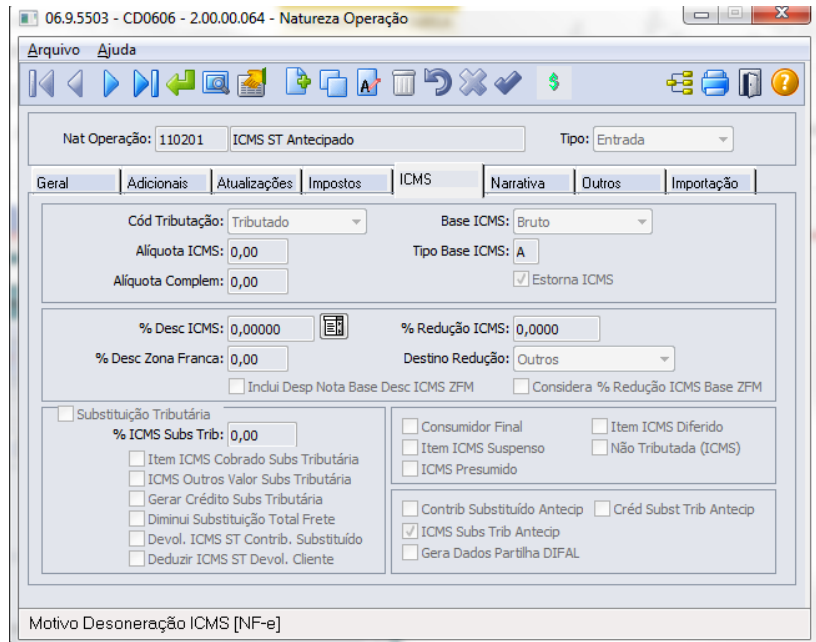 06.9.5503 - CD0606 - 2.00.00.064 - Natureza Operação
Arquivo Ajuda
Nat Operação: 110201 ICMS ST Antecipado Tipo: Entrada
Geral Adicionais Atualizações Impostos ICMS Narrativa Outros Importação
Cód Tributação: Tributado Base ICMS: Bruto
Alíquota ICMS: 0,00 Tipo Base ICMS: A
Alíquota Complem: 0,00 Estorna ICMS
% Desc ICMS: 0,00000 % Redução ICMS: 0,0000
% Desc Zona Franca: 0,00 Destino Redução: Outros
Inclui Desp Nota Base Desc ICMS ZFM Considera % Redução ICMS Base ZFM
Substituição Tributária
% ICMS Subs Trib: 0,00
Item ICMS Cobrado Subs Tributária
ICMS Outros Valor Subs Tributária
Gerar Crédito Subs Tributária
Diminui Substituição Total Frete
Devol. ICMS ST Contrib. Substituído
Deduzir ICMS ST Devol. Cliente
Consumidor Final Item ICMS Diferido
Item ICMS Suspenso Não Tributada (ICMS)
ICMS Presumido
Contrib Substituído Antecip Créd Subst Trib Antecip
ICMS Subs Trib Antecip
Gera Dados Partilha DIFAL
Motivo Desoneração ICMS [NF-e]